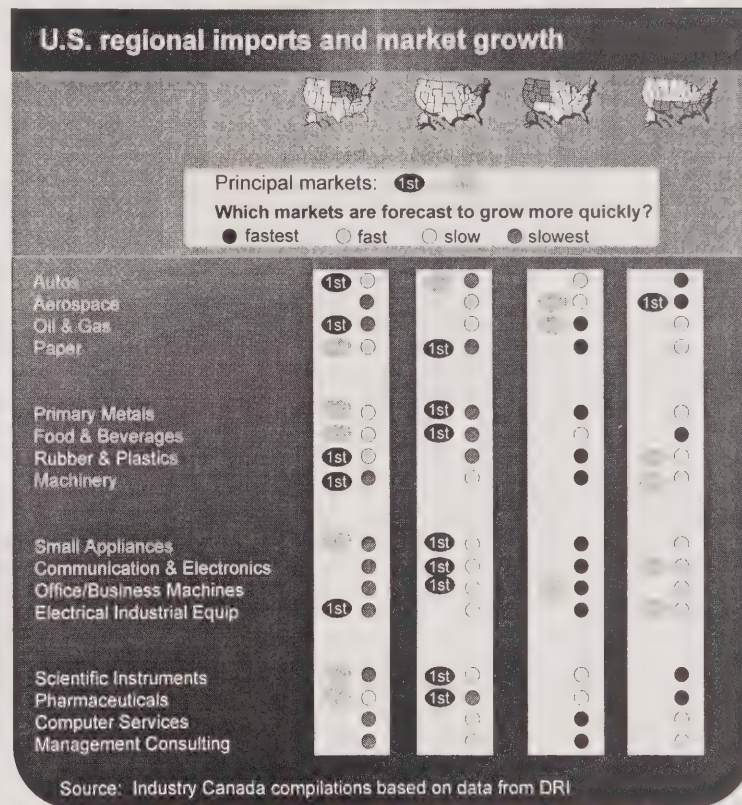 U.S. regional imports and market growth
Principal markets: 1st
Which markets are forecast to grow more quickly?
fastest fast slow slowest
Autos 1st
Aerospace 1st
Oil & Gas 1st
Paper 1st
Primary Metals 1st
Food & Beverages 1st
Rubber & Plastics 1st
Machinery 1st
Small Appliances 1st
Communication & Electronics 1st
Office/Business Machines 1st
Electrical Industrial Equip 1st
Scientific Instruments 1st
Pharmaceuticals 1st
Computer Services
Management Consulting
Source: Industry Canada compilations based on data from DRI